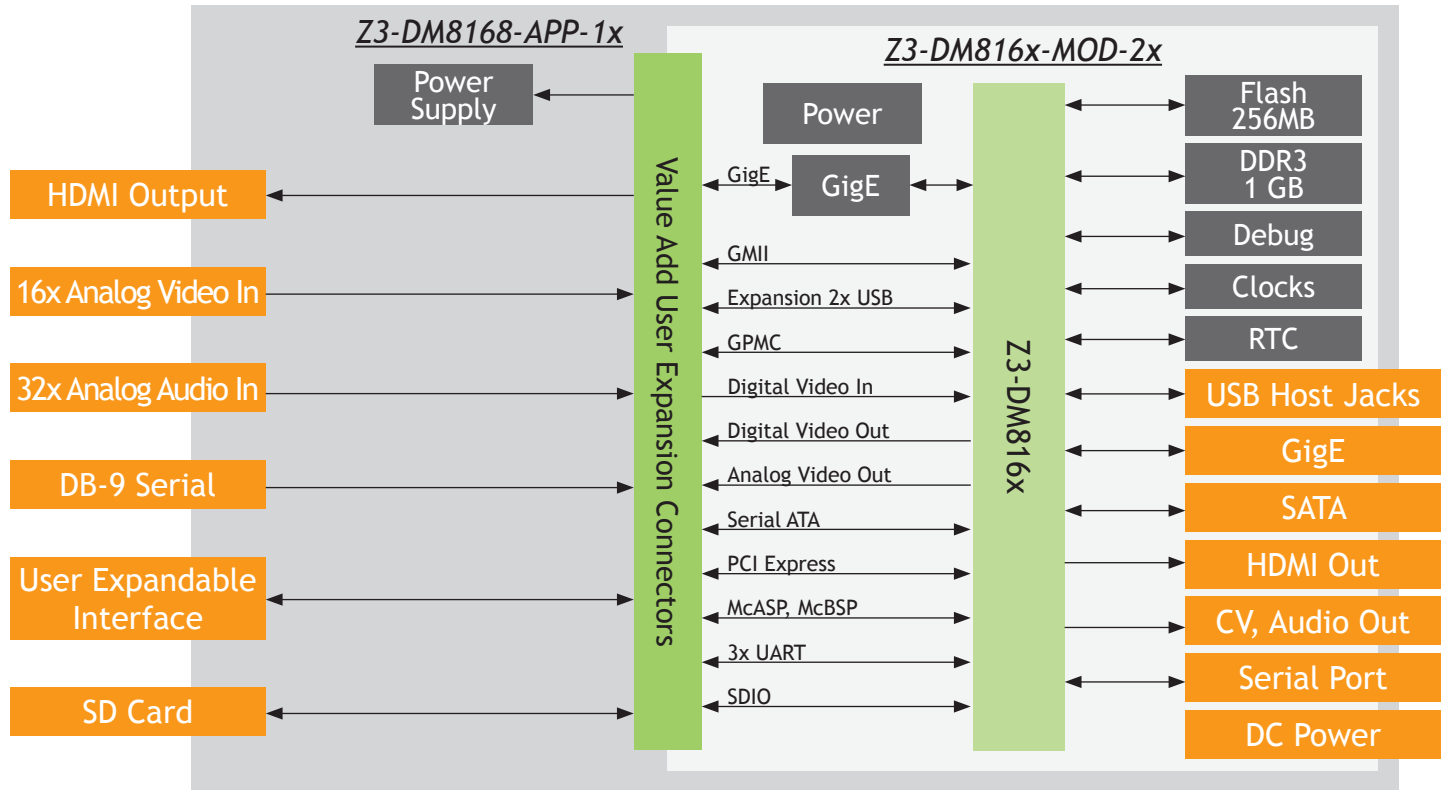 Z3-DM8168-APP-1x
Z3-DM816x-MOD-2x
Power
Supply
HDMI Output
16x Analog Video In
32x Analog Audio In
DB-9 Serial
User Expandable
Interface
SD Card
Value Add User Expansion Connectors
Power
GigE
GigE
GMII
Expansion 2x USB
GPMC
Digital Video In
Digital Video Out
Analog Video Out
Serial ATA
PCI Express
McASP, McBSP
3x UART
SDIO
Z3-DM816x
Flash
256MB
DDR3
1 GB
Debug
Clocks
RTC
USB Host Jacks
GigE
SATA
HDMI Out
CV, Audio Out
Serial Port
DC Power